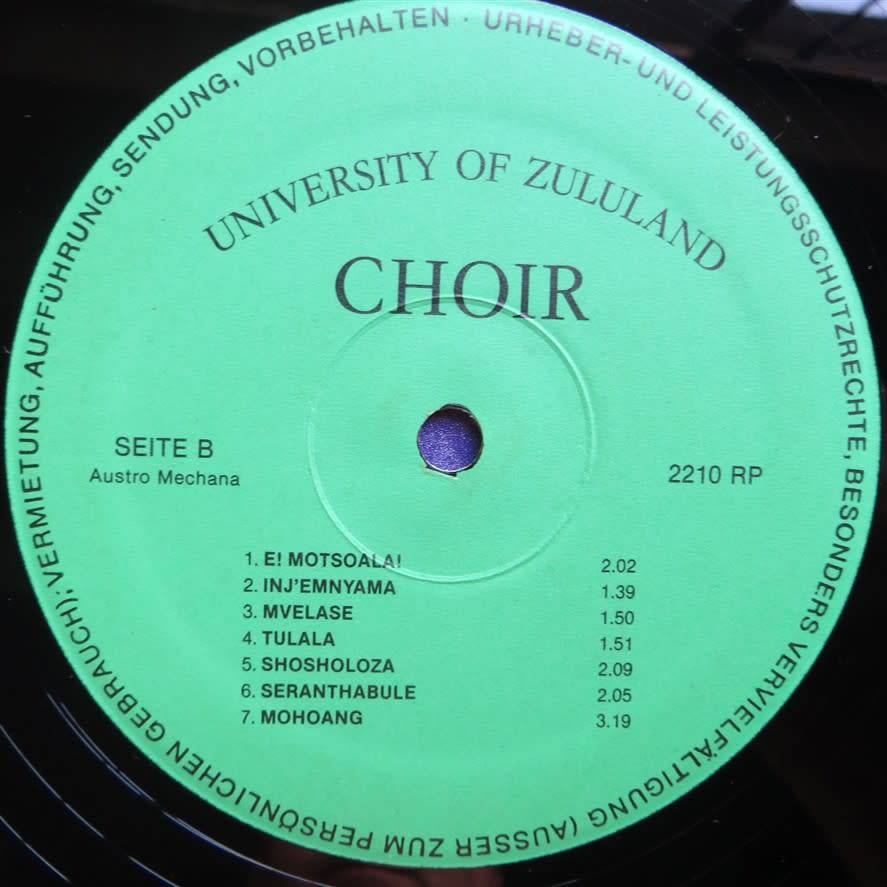 URHEBER- UND LEISTUNGSSCHUTZRECHTE, BESONDERS VERVIELFÄLTIGUNG (AUSSER ZUM PERSÖNLICHEN GEBRAUCH); VERMIETUNG, AUFFÜHRUNG, SENDUNG, VORBEHALTEN ·
UNIVERSITY OF ZULULAND
CHOIR
SEITE B
Austro Mechana
2210 RP
1. E! MOTSOALA! 2.02
2. INJ'EMNYAMA 1.39
3. MVELASE 1.50
4. TULALA 1.51
5. SHOSHOLOZA 2.09
6. SERANTHABULE 2.05
7. MOHOANG 3.19